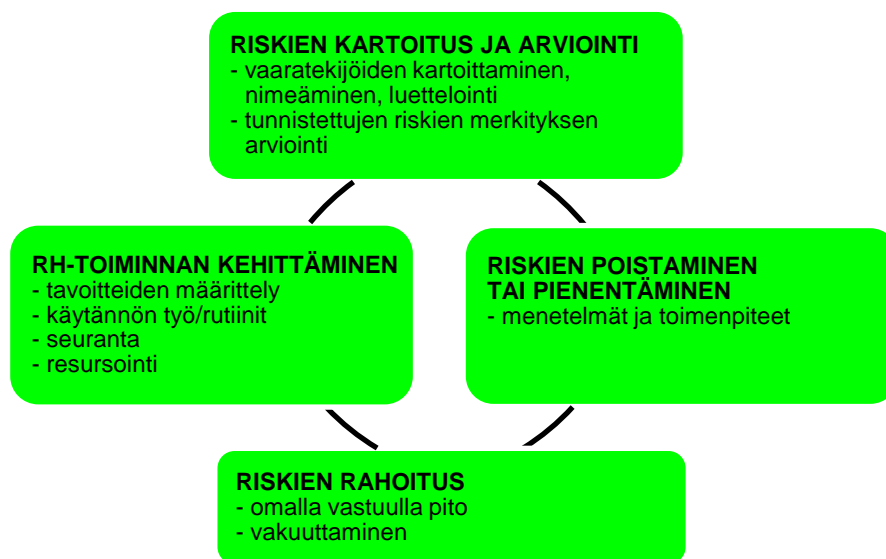 RISKIEN KARTOITUS JA ARVIOINTI
- vaaratekijöiden kartoittaminen,
nimeäminen, luettelointi
- tunnistettujen riskien merkityksen
arviointi
RH-TOIMINNAN KEHITTÄMINEN
- tavoitteiden määrittely
- käytännön työ/rutiinit
- seuranta
- resursointi
RISKIEN POISTAMINEN
TAI PIENENTÄMINEN
- menetelmät ja toimenpiteet
RISKIEN RAHOITUS
- omalla vastuulla pito
- vakuuttaminen